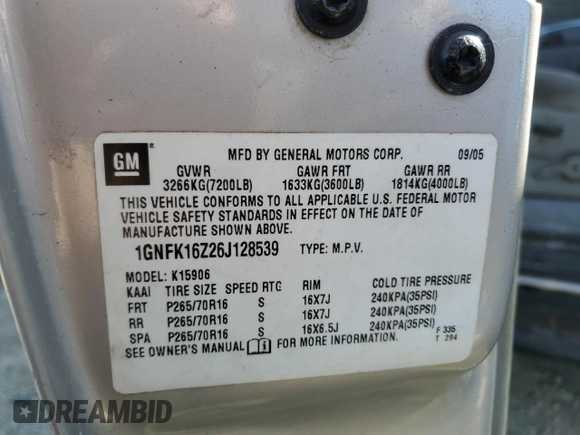 GM
MFD BY GENERAL MOTORS CORP. 09/05
GVWR GAWR FRT GAWR RR
3266KG(7200LB) 1633KG(3600LB) 1814KG(4000LB)
THIS VEHICLE CONFORMS TO ALL APPLICABLE U.S. FEDERAL MOTOR
VEHICLE SAFETY STANDARDS IN EFFECT ON THE DATE OF
MANUFACTURE SHOWN ABOVE.
1GNFK16Z26J128539 TYPE: M.P.V.
MODEL: K15906
KAAI TIRE SIZE SPEED RTG RIM COLD TIRE PRESSURE
FRT P265/70R16 S 16X7J 240KPA(35PSI)
RR P265/70R16 S 16X7J 240KPA(35PSI)
SPA P265/70R16 S 16X6.5J 240KPA(35PSI)
SEE OWNER'S MANUAL FOR MORE INFORMATION.
F 335
T 294
DREAMBID